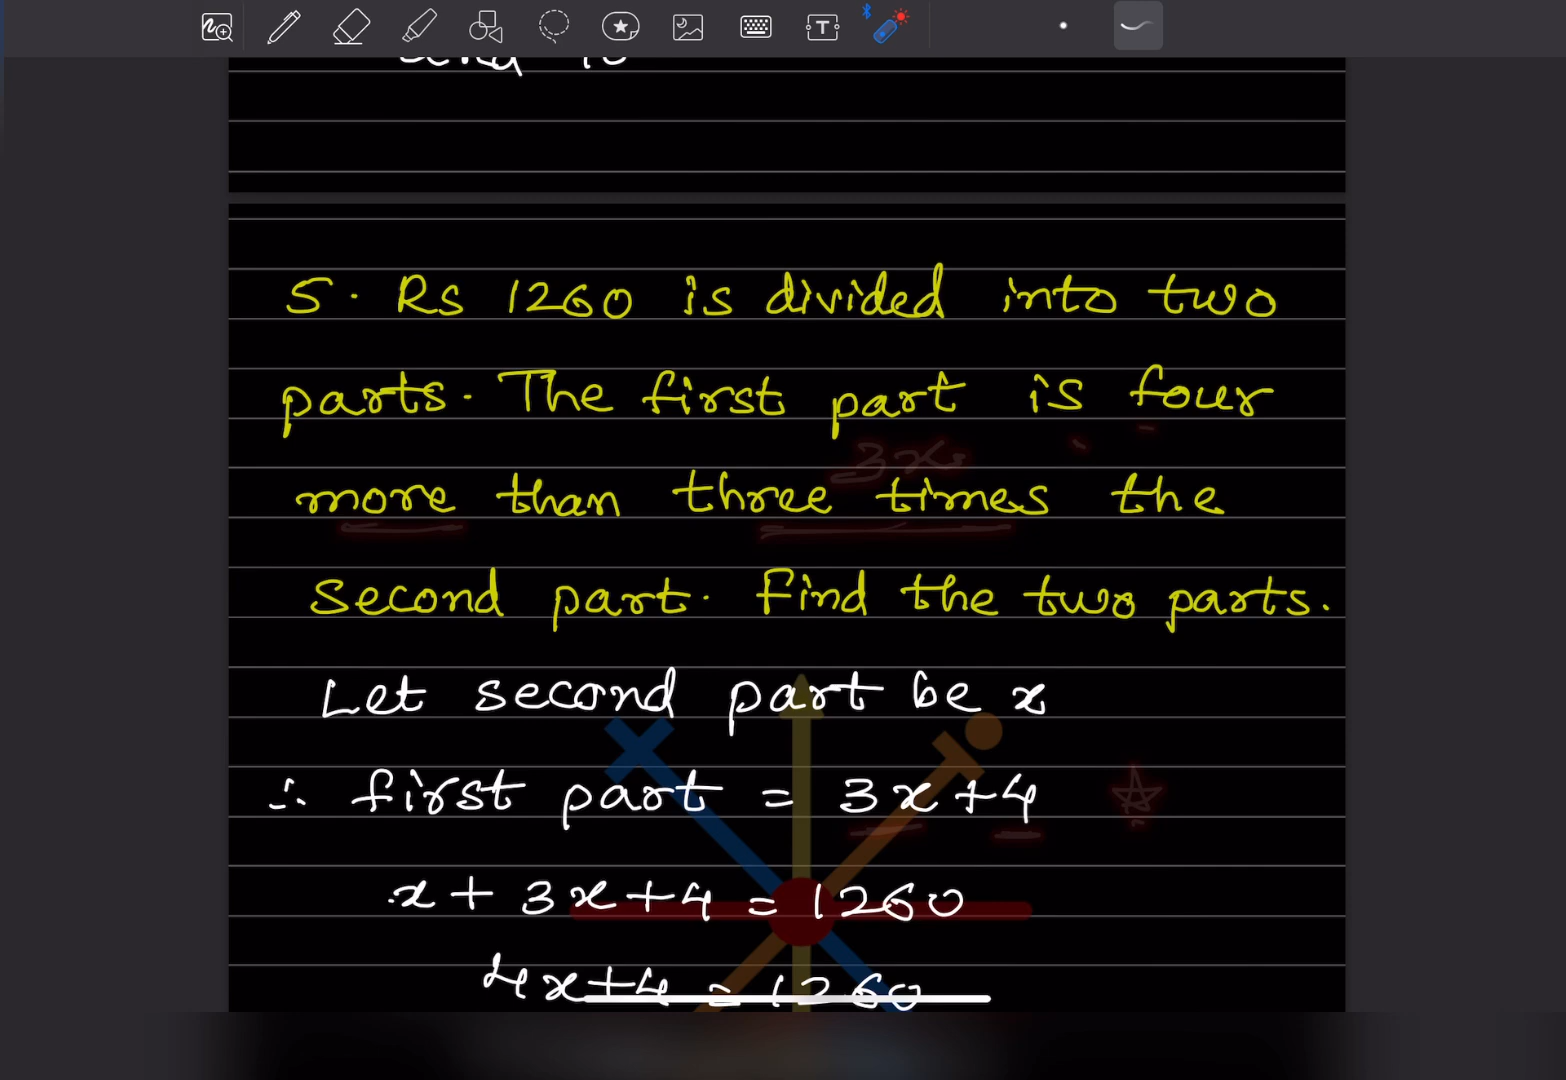 5. Rs 1260 is divided into two
parts. The first part is four
3x
more than three times the
second part. Find the two parts.
Let second part be x
∴ first part = 3x+4
x + 3x+4 = 1260
4x+4 = 1260